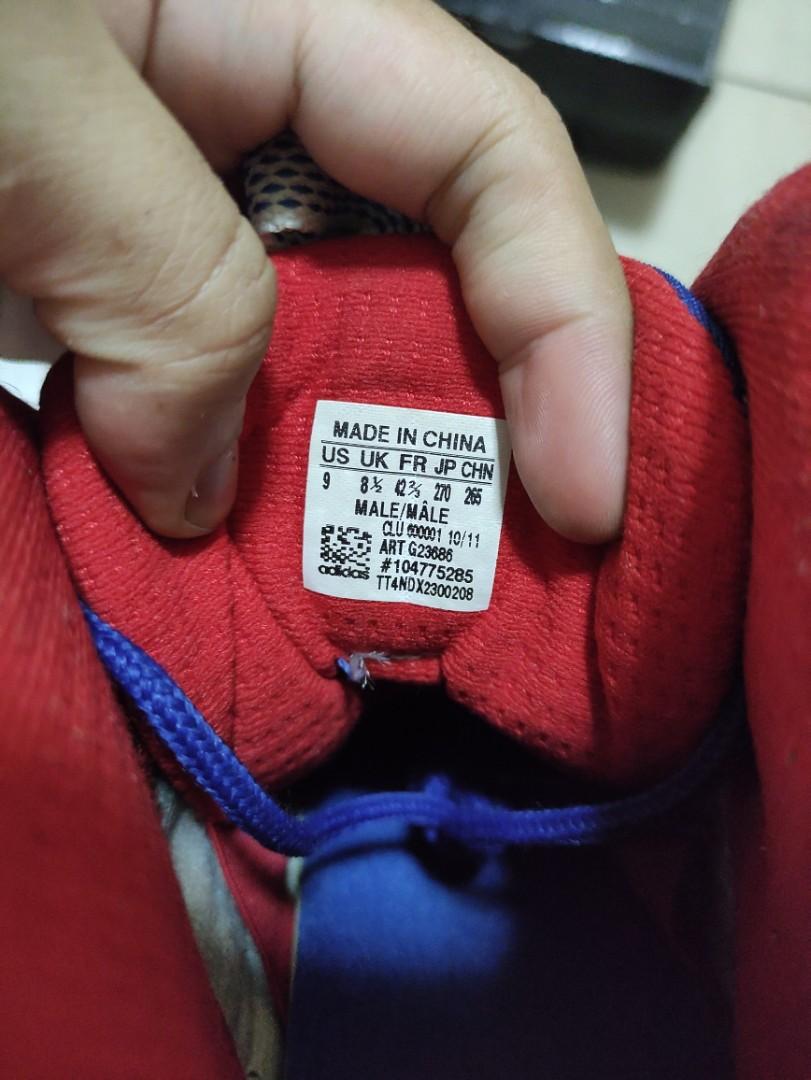 MADE IN CHINA
US UK FR JP CHN
9 8½ 42⅔ 270 265
MALE/MÂLE
CLU 600001 10/11
ART G23686
#104775285
adidas
TT4NDX2300208